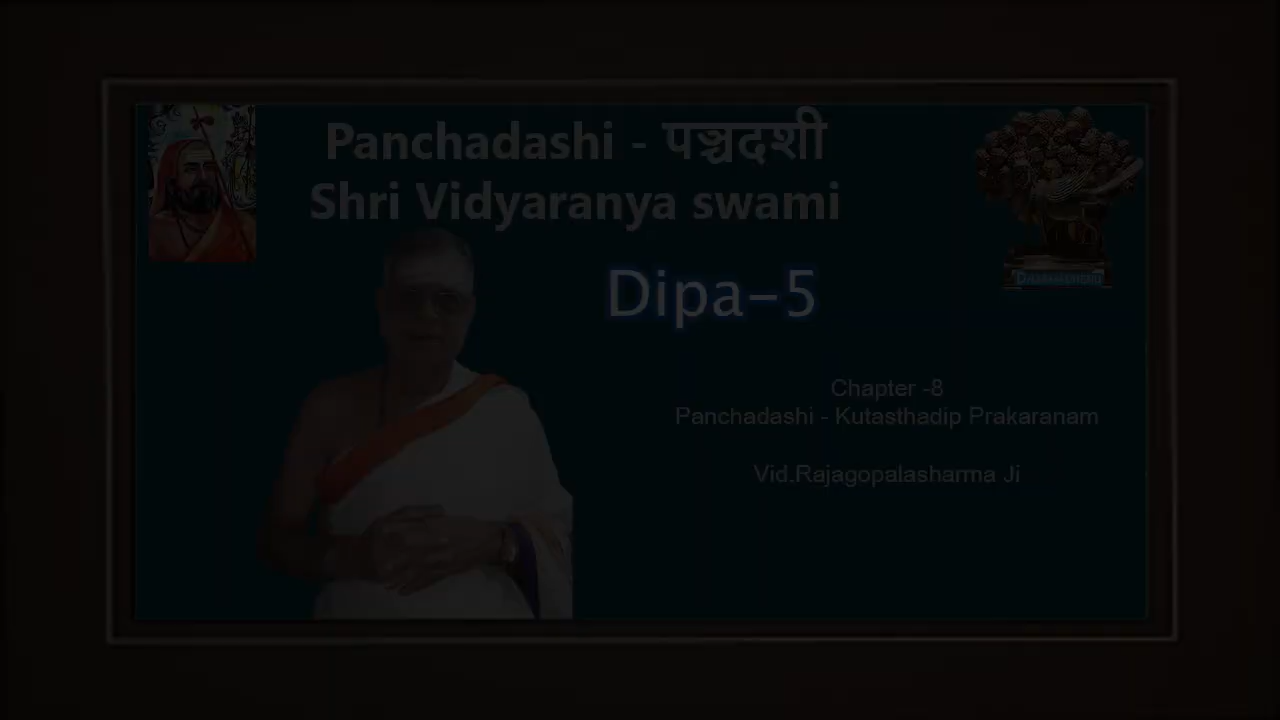 Panchadashi - पञ्चदशी
Shri Vidyaranya swami
Dipa-5
Chapter -8
Panchadashi - Kutasthadip Prakaranam
Vid.Rajagopalasharma Ji